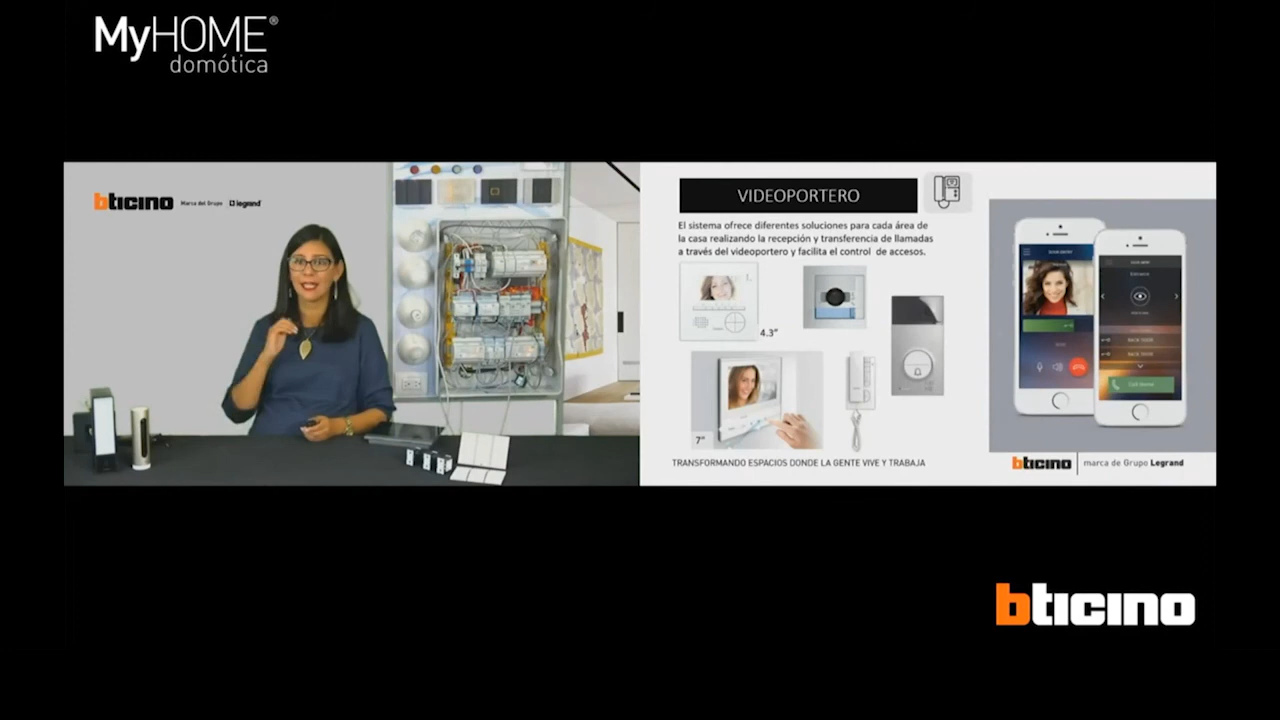 MyHOME®
domótica
bticino Marca del Grupo legrand
VIDEOPORTERO
El sistema ofrece diferentes soluciones para cada área de
la casa realizando la recepción y transferencia de llamadas
a través del videoportero y facilita el control de accesos.
4.3"
7"
TRANSFORMANDO ESPACIOS DONDE LA GENTE VIVE Y TRABAJA
bticino marca de Grupo Legrand
bticino